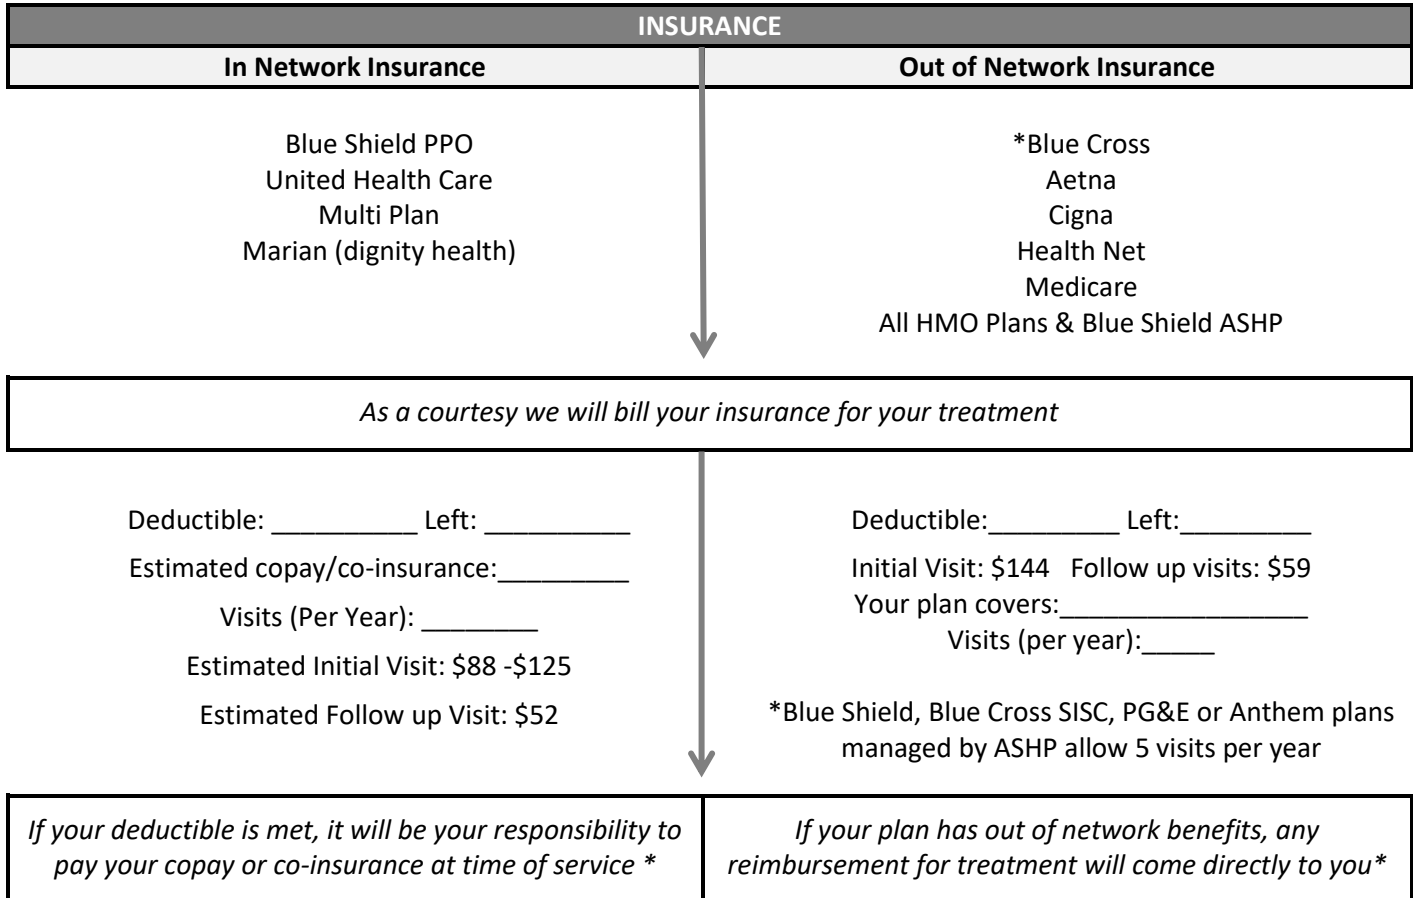 INSURANCE
In Network Insurance
Out of Network Insurance
Blue Shield PPO
United Health Care
Multi Plan
Marian (dignity health)
*Blue Cross
Aetna
Cigna
Health Net
Medicare
All HMO Plans & Blue Shield ASHP
As a courtesy we will bill your insurance for your treatment
Deductible: __________ Left: __________
Estimated copay/co-insurance:_________
Visits (Per Year): ________
Estimated Initial Visit: $88 -$125
Estimated Follow up Visit: $52
Deductible:_________ Left:_________
Initial Visit: $144 Follow up visits: $59
Your plan covers:_________________
Visits (per year):_____
*Blue Shield, Blue Cross SISC, PG&E or Anthem plans
managed by ASHP allow 5 visits per year
If your deductible is met, it will be your responsibility to
pay your copay or co-insurance at time of service *
If your plan has out of network benefits, any
reimbursement for treatment will come directly to you*